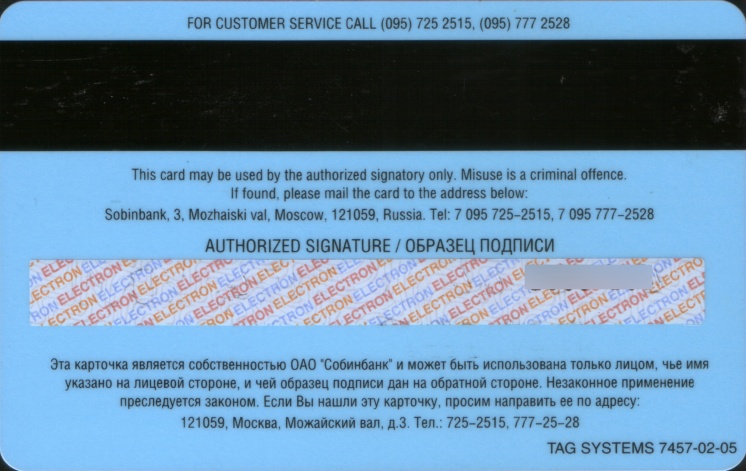 FOR CUSTOMER SERVICE CALL (095) 725 2515, (095) 777 2528
This card may be used by the authorized signatory only. Misuse is a criminal offence.
If found, please mail the card to the address below:
Sobinbank, 3, Mozhaiski val, Moscow, 121059, Russia. Tel: 7 095 725-2515, 7 095 777-2528
AUTHORIZED SIGNATURE / ОБРАЗЕЦ ПОДПИСИ
ELECTRON ELECTRON ELECTRON ELECTRON ELECTRON ELECTRON
Эта карточка является собственностью ОАО "Собинбанк" и может быть использована только лицом, чье имя
указано на лицевой стороне, и чей образец подписи дан на обратной стороне. Незаконное применение
преследуется законом. Если Вы нашли эту карточку, просим направить ее по адресу:
121059, Москва, Можайский вал, д.3. Тел.: 725-2515, 777-25-28
TAG SYSTEMS 7457-02-05